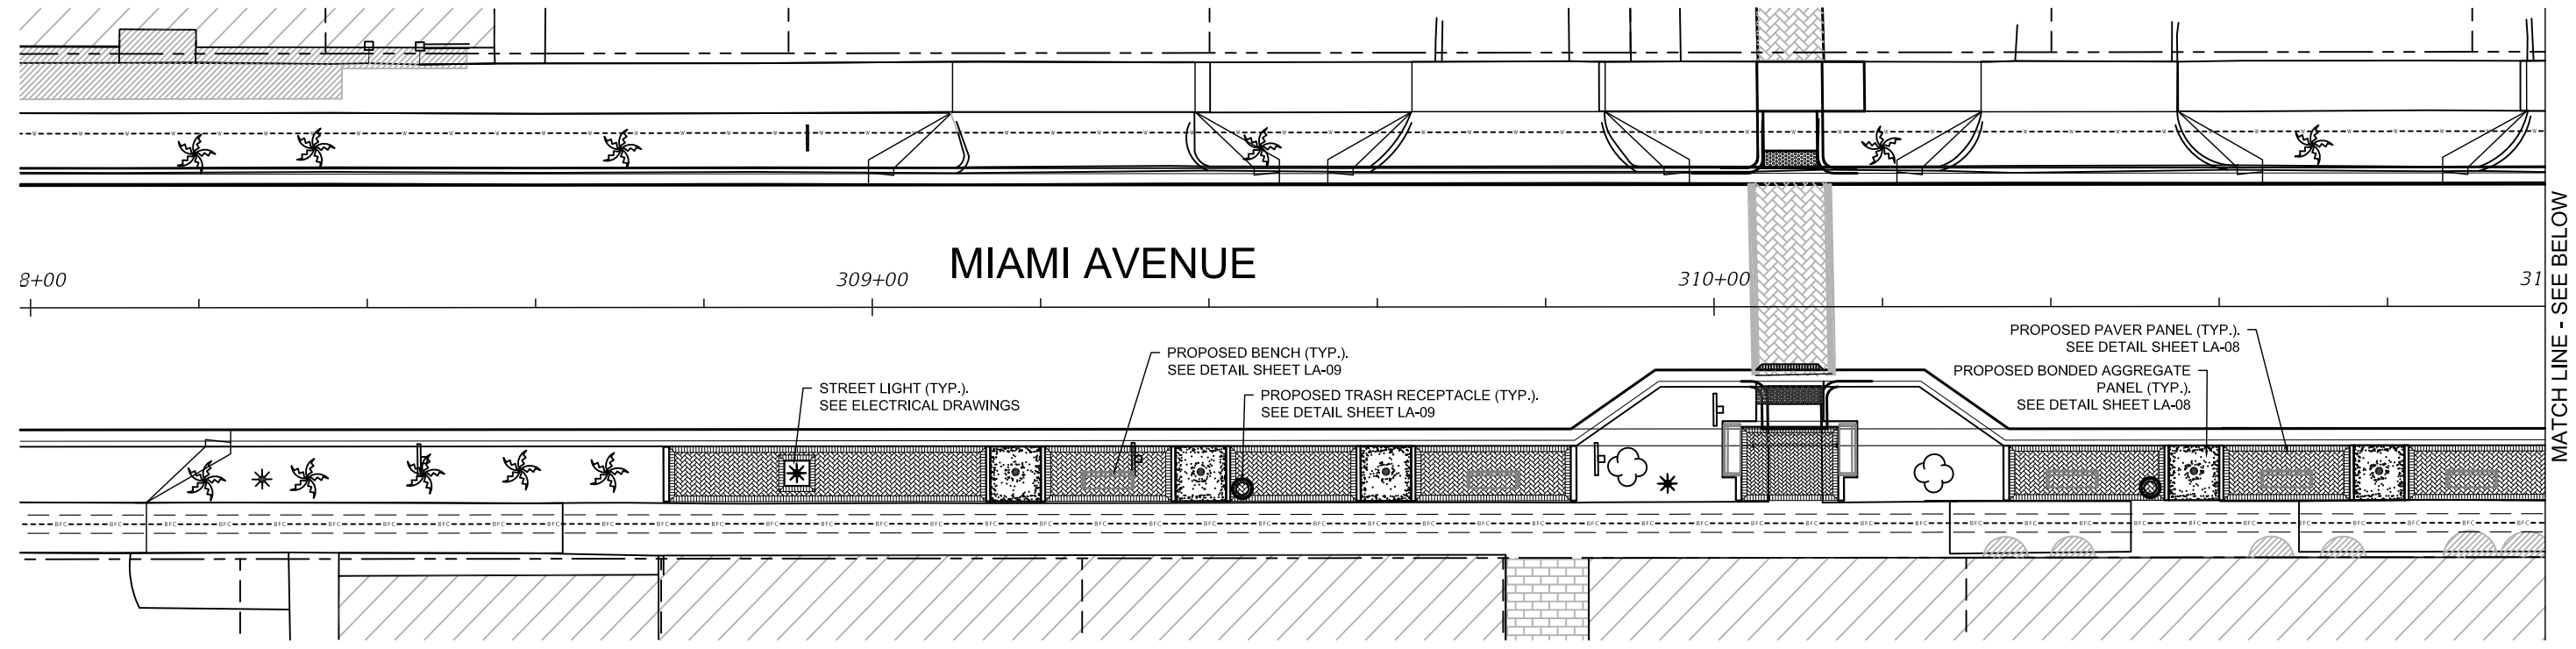 MIAMI AVENUE
8+00
309+00
310+00
31
STREET LIGHT (TYP.).
SEE ELECTRICAL DRAWINGS
PROPOSED BENCH (TYP.).
SEE DETAIL SHEET LA-09
PROPOSED TRASH RECEPTACLE (TYP.).
SEE DETAIL SHEET LA-09
PROPOSED PAVER PANEL (TYP.).
SEE DETAIL SHEET LA-08
PROPOSED BONDED AGGREGATE
PANEL (TYP.).
SEE DETAIL SHEET LA-08
MATCH LINE - SEE BELOW